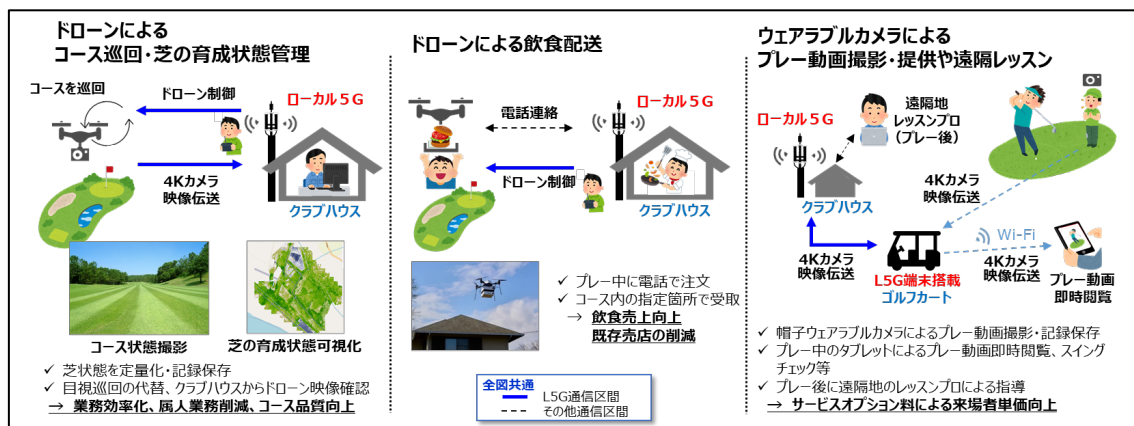 ドローンによる
コース巡回・芝の育成状態管理
コースを巡回
ドローン制御
ローカル５G
4Kカメラ
映像伝送
クラブハウス
コース状態撮影
芝の育成状態可視化
✓ 芝状態を定量化・記録保存
✓ 目視巡回の代替、クラブハウスからドローン映像確認
→ 業務効率化、属人業務削減、コース品質向上
ドローンによる飲食配送
電話連絡
ローカル５G
ドローン制御
クラブハウス
✓ プレー中に電話で注文
✓ コース内の指定箇所で受取
→ 飲食売上向上
既存売店の削減
全図共通
L5G通信区間
その他通信区間
ウェアラブルカメラによる
プレー動画撮影・提供や遠隔レッスン
ローカル５G
遠隔地
レッスンプロ
（プレー後）
クラブハウス
4Kカメラ
映像伝送
4Kカメラ
映像伝送
L5G端末搭載
ゴルフカート
Wi-Fi
4Kカメラ
映像伝送
プレー動画
即時閲覧
✓ 帽子ウェアラブルカメラによるプレー動画撮影・記録保存
✓ プレー中のタブレットによるプレー動画即時閲覧、スイング
チェック等
✓ プレー後に遠隔地のレッスンプロによる指導
→ サービスオプション料による来場者単価向上